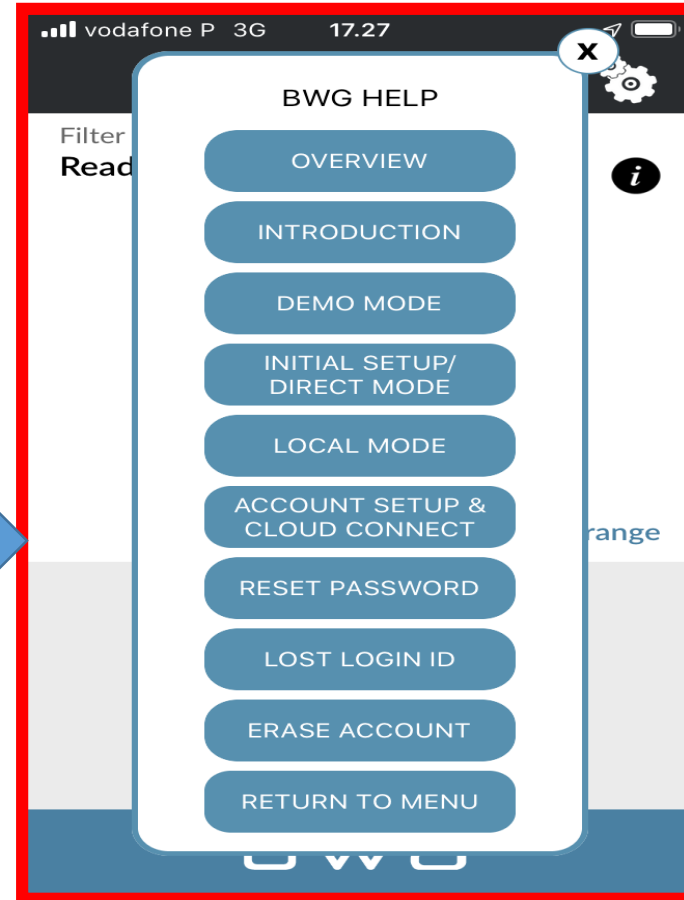 vodafone P 3G 17.27
X
BWG HELP
Filter
OVERVIEW
Read
i
INTRODUCTION
DEMO MODE
INITIAL SETUP/
DIRECT MODE
LOCAL MODE
ACCOUNT SETUP &
CLOUD CONNECT
range
RESET PASSWORD
LOST LOGIN ID
ERASE ACCOUNT
RETURN TO MENU